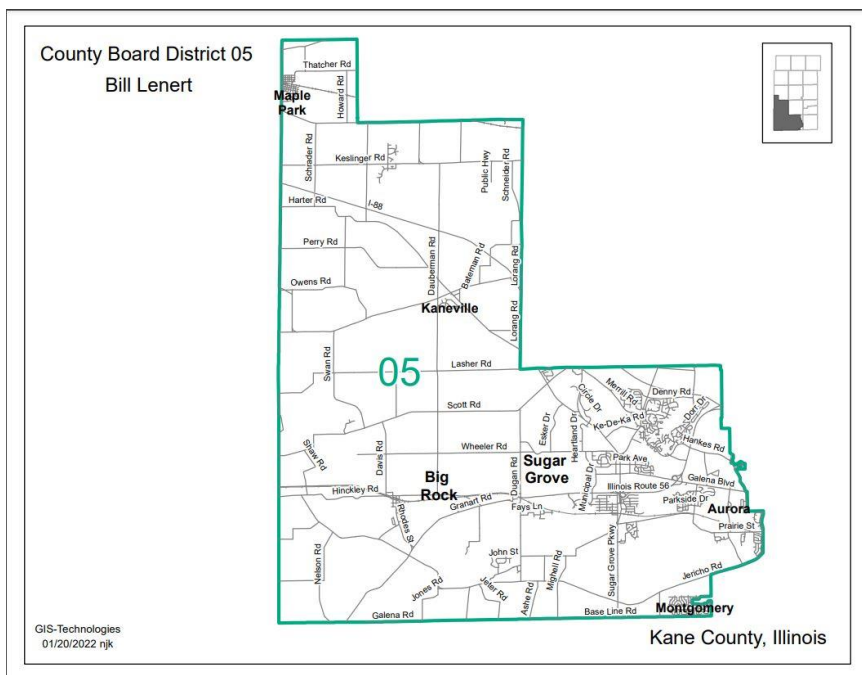 County Board District 05
Bill Lenert
Thatcher Rd
Maple
Park
Howard Rd
Schrader Rd
Keslinger Rd
Public Hwy
Schneider Rd
Harter Rd
I-88
Perry Rd
Dauberman Rd
Bateman Rd
Lorang Rd
Owens Rd
Kaneville
Lorang Rd
Swan Rd
05
Lasher Rd
Circle Dr
Merrill Rd
Denny Rd
Dorr Dr
Scott Rd
Esker Dr
Heartland Dr
Ke-De-Ka Rd
Hankes Rd
Shaw Rd
Davis Rd
Wheeler Rd
Sugar
Grove
Park Ave
Big
Rock
Dugan Rd
Municipal Dr
Galena Blvd
Illinois Route 56
Hinckley Rd
Granart Rd
Fays Ln
Parkside Dr
Aurora
Rhodes St
Prairie St
Nelson Rd
John St
Mighell Rd
Sugar Grove Pkwy
Jericho Rd
Jones Rd
Jeter Rd
Ashe Rd
Galena Rd
Base Line Rd
Montgomery
GIS-Technologies
01/20/2022 njk
Kane County, Illinois